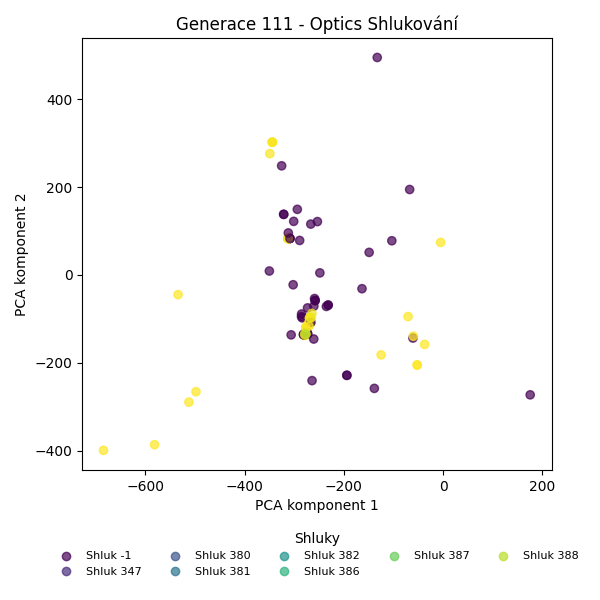 Generace 111 - Optics Shlukování
400
200
0
−200
−400
PCA komponent 2
−600
−400
−200
0
200
PCA komponent 1
Shluky
Shluk -1
Shluk 380
Shluk 382
Shluk 387
Shluk 388
Shluk 347
Shluk 381
Shluk 386